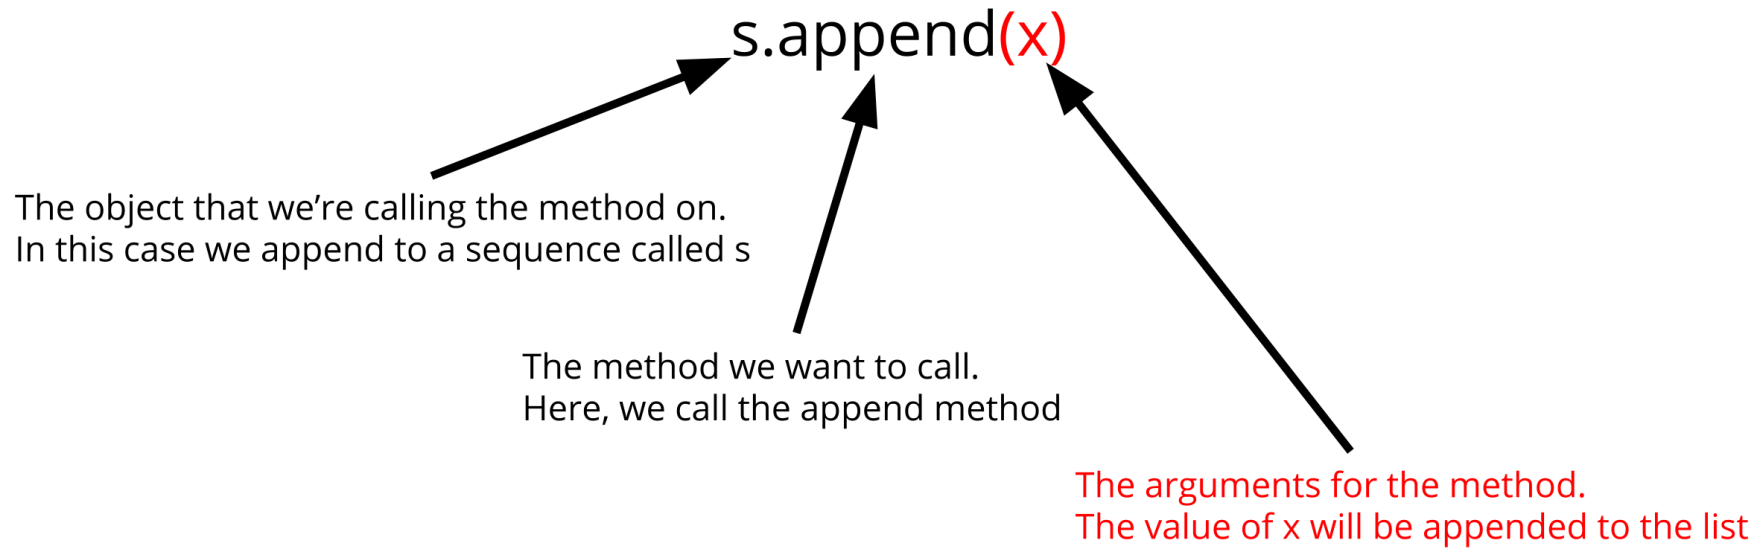 s.append(x)
The object that we’re calling the method on.
In this case we append to a sequence called s
The method we want to call.
Here, we call the append method
The arguments for the method.
The value of x will be appended to the list